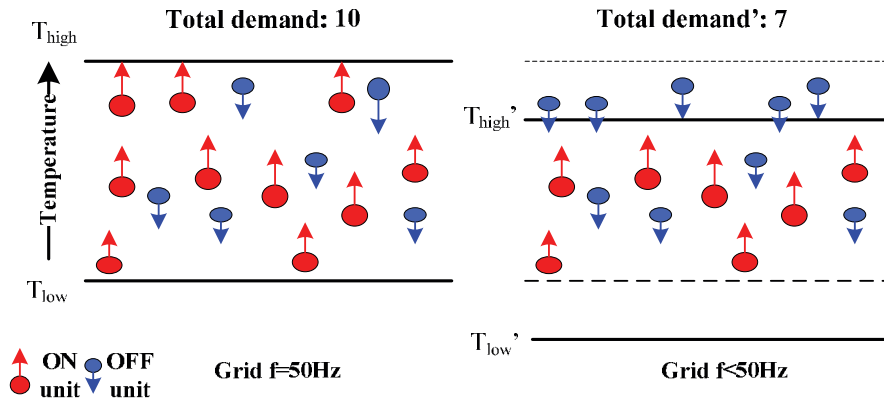 Total demand: 10
Total demand’: 7
T_high
T_high’
Temperature
T_low
T_low’
ON
unit
OFF
unit
Grid f=50Hz
Grid f<50Hz